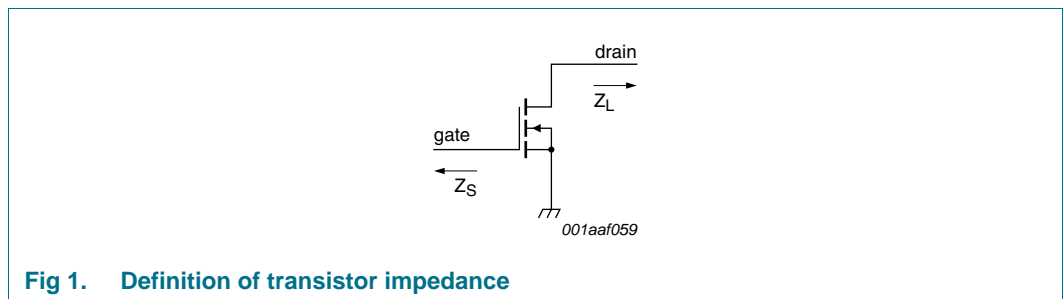 drain
Z_L
gate
Z_S
001aaf059
Fig 1. Definition of transistor impedance